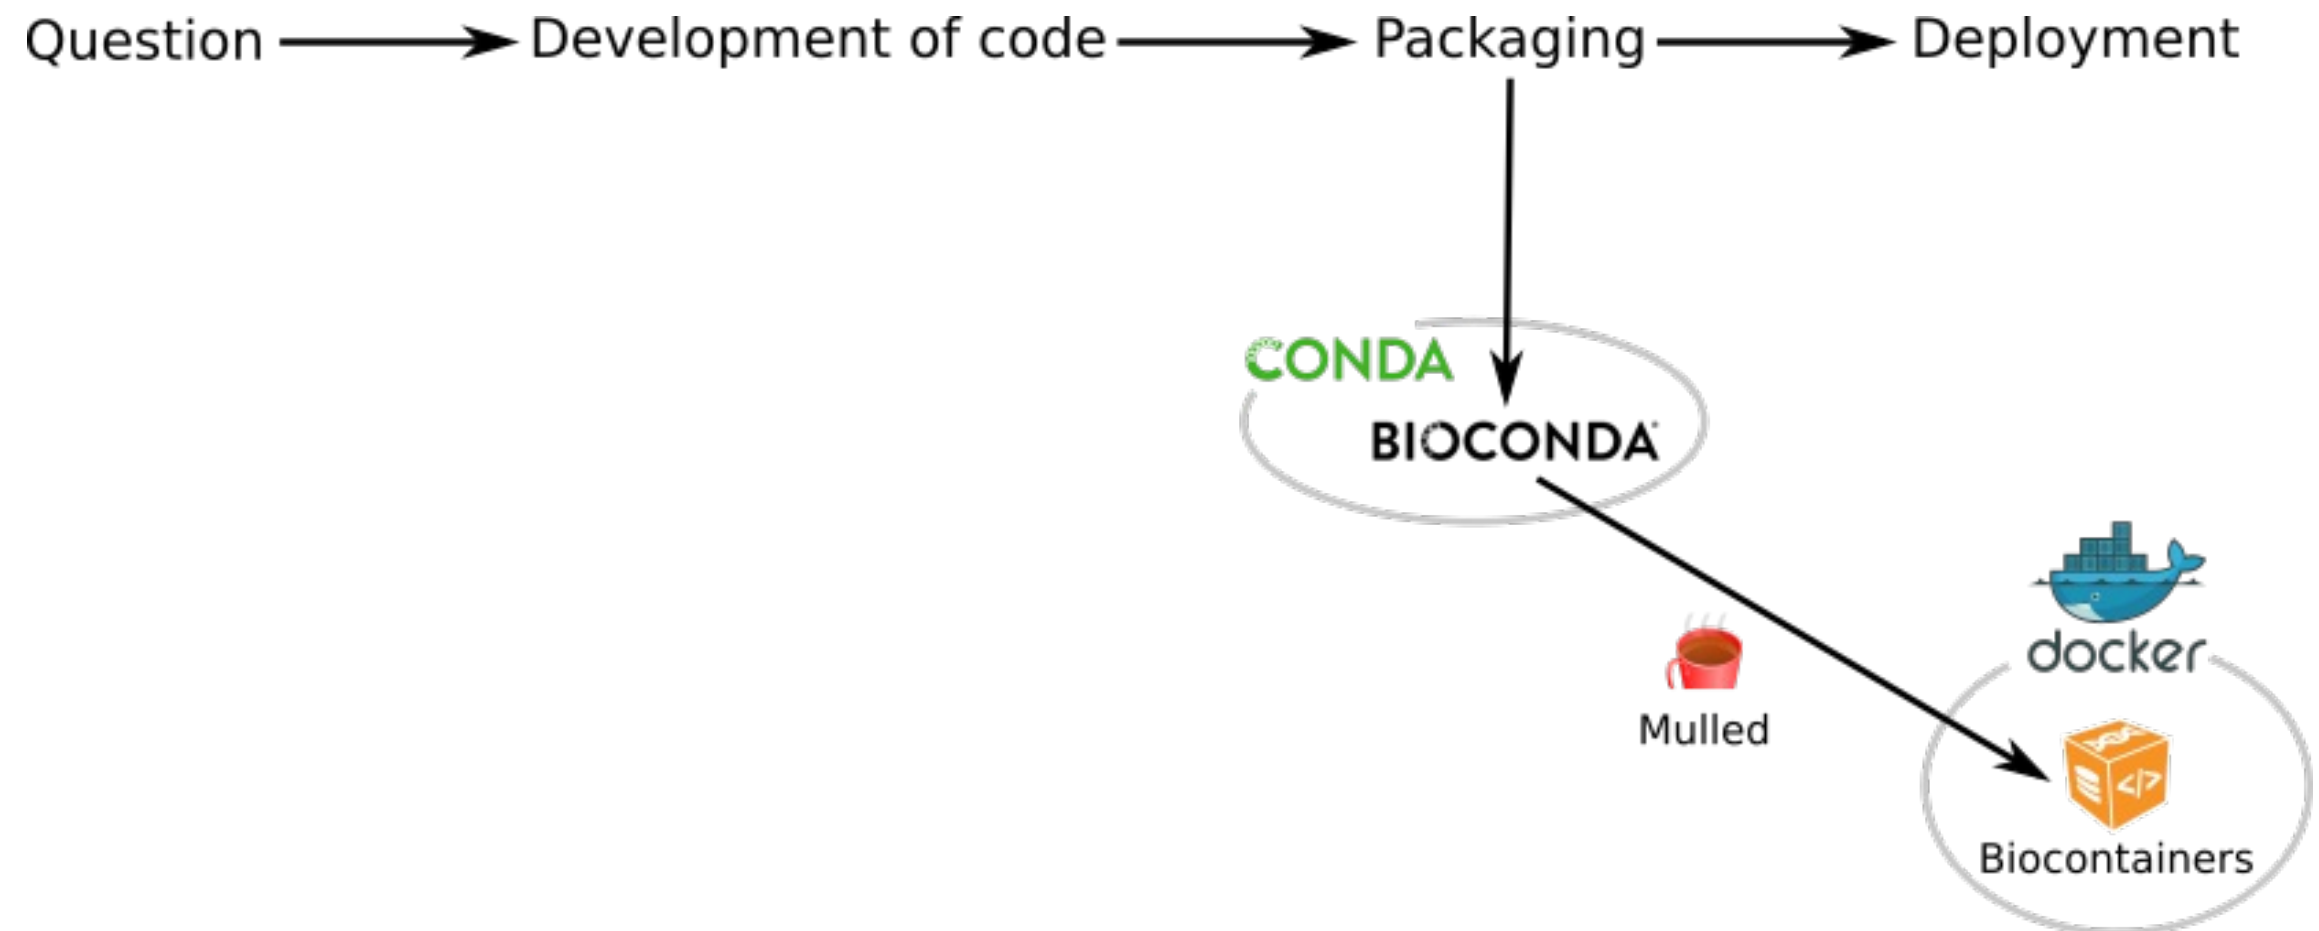 Question Development of code Packaging Deployment
CONDA
BIOCONDA
docker
Mulled
</>
Biocontainers